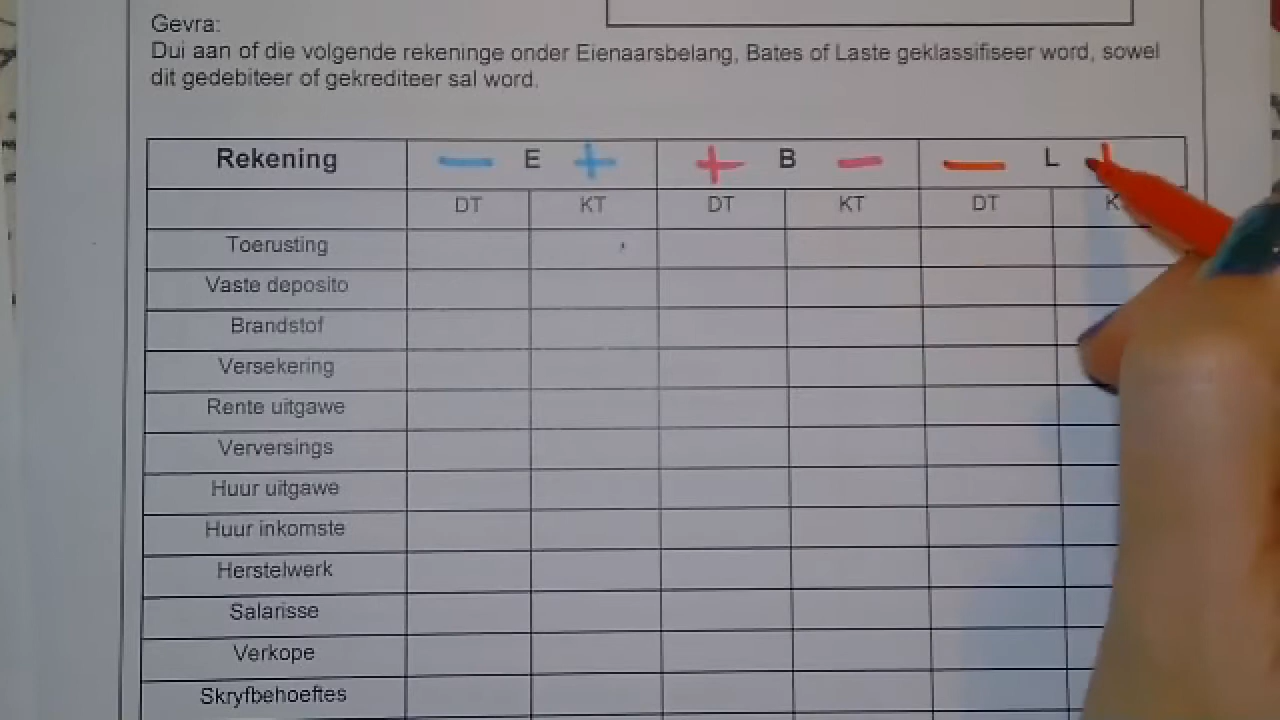 Gevra:
Dui aan of die volgende rekeninge onder Eienaarsbelang, Bates of Laste geklassifiseer word, sowel
dit gedebiteer of gekrediteer sal word.
Rekening — E + + B — — L
DT KT DT KT DT
Toerusting
Vaste deposito
Brandstof
Versekering
Rente uitgawe
Verversings
Huur uitgawe
Huur inkomste
Herstelwerk
Salarisse
Verkope
Skryfbehoeftes